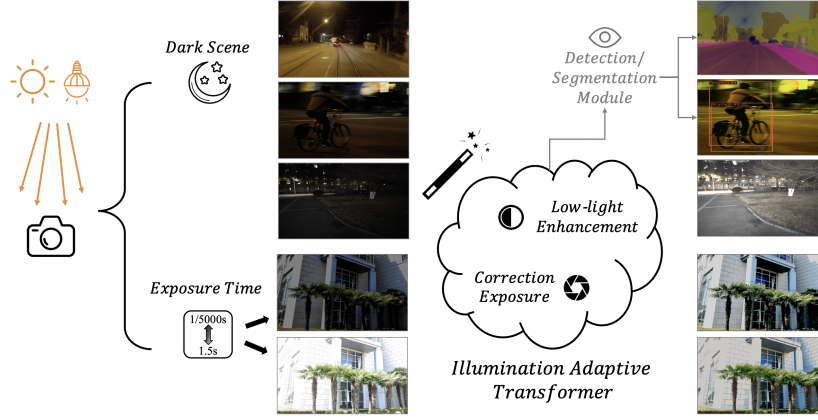 Dark Scene
Exposure Time
1/5000s
1.5s
Low-light
Enhancement
Correction
Exposure
Illumination Adaptive
Transformer
Detection/
Segmentation
Module